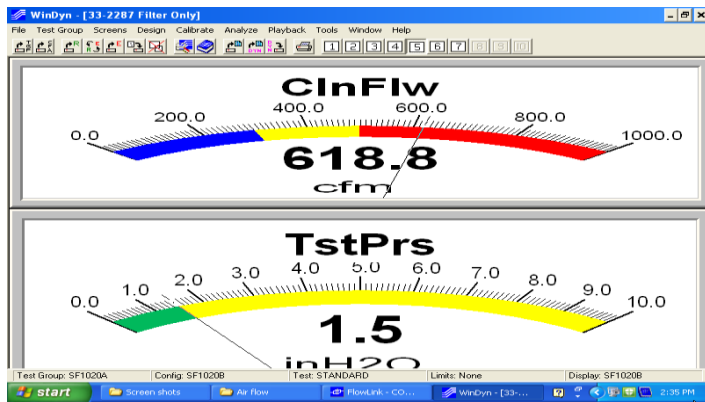 WinDyn - [33-2287 Filter Only]
File Test Group Screens Design Calibrate Analyze Playback Tools Window Help
1 2 3 4 5 6 7 8 9 10
ClnFlw
0.0 200.0 400.0 600.0 800.0 1000.0
618.8
cfm
TstPrs
0.0 1.0 2.0 3.0 4.0 5.0 6.0 7.0 8.0 9.0 10.0
1.5
inH2O
Test Group: SF1020A Config: SF1020B Test: STANDARD Limits: None Display: SF1020B
start Screen shots Air flow FlowLink - CO... WinDyn - [33-... 2:35 PM